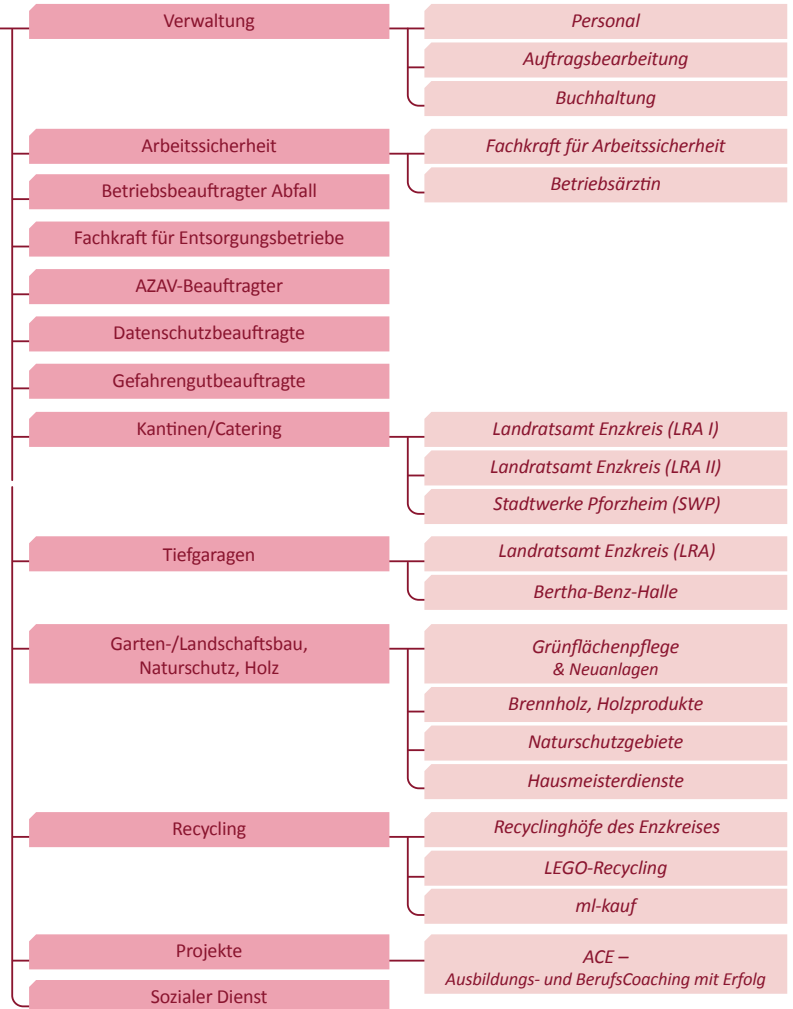 Verwaltung
Personal
Auftragsbearbeitung
Buchhaltung
Arbeitssicherheit
Fachkraft für Arbeitssicherheit
Betriebsärztin
Betriebsbeauftragter Abfall
Fachkraft für Entsorgungsbetriebe
AZAV-Beauftragter
Datenschutzbeauftragte
Gefahrengutbeauftragte
Kantinen/Catering
Landratsamt Enzkreis (LRA I)
Landratsamt Enzkreis (LRA II)
Stadtwerke Pforzheim (SWP)
Tiefgaragen
Landratsamt Enzkreis (LRA)
Bertha-Benz-Halle
Garten-/Landschaftsbau,
Naturschutz, Holz
Grünflächenpflege
& Neuanlagen
Brennholz, Holzprodukte
Naturschutzgebiete
Hausmeisterdienste
Recycling
Recyclinghöfe des Enzkreises
LEGO-Recycling
ml-kauf
Projekte
ACE –
Ausbildungs- und BerufsCoaching mit Erfolg
Sozialer Dienst